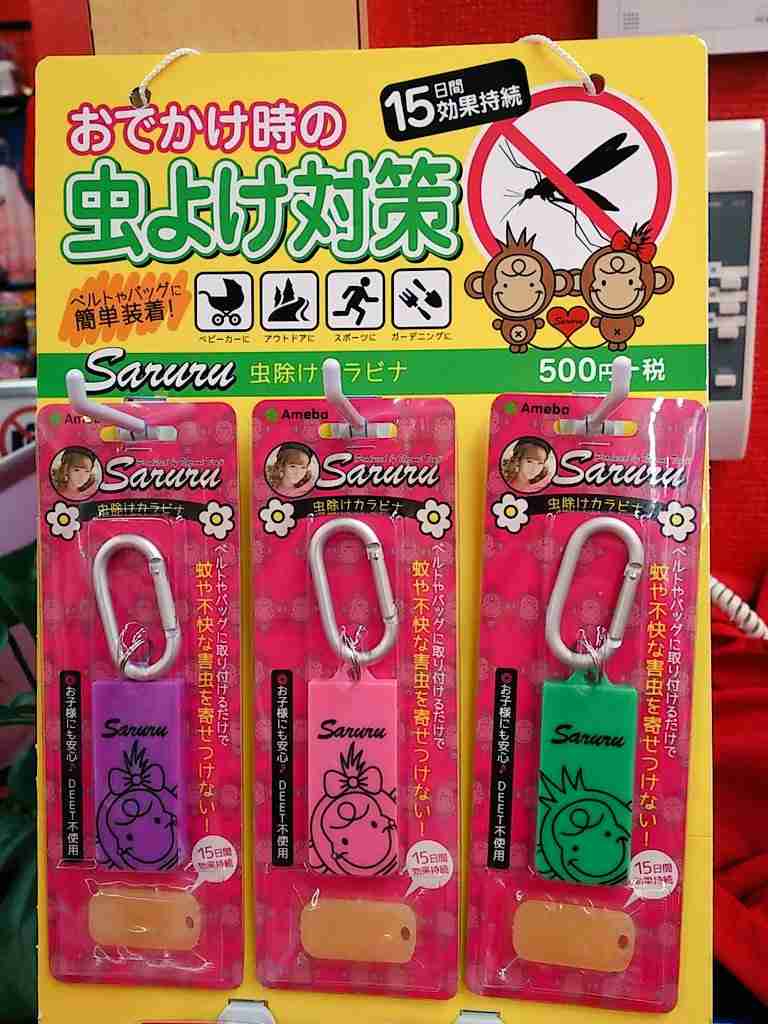 15日間効果持続
おでかけ時の
虫よけ対策
ベルトやバッグに
簡単装着!
ベビーカーに
アウトドアに
スポーツに
ガーデニングに
Saruru 虫除けカラビナ
500円+税
Saruru
Ameba
Saruru
虫除けカラビナ
ベルトやバッグに取り付けるだけで
蚊や不快な害虫を寄せつけない!
お子様にも安心♪ DEET不使用
Saruru
15日間
効果持続
Ameba
Saruru
虫除けカラビナ
ベルトやバッグに取り付けるだけで
蚊や不快な害虫を寄せつけない!
お子様にも安心♪ DEET不使用
Saruru
15日間
効果持続
Ameba
Saruru
虫除けカラビナ
ベルトやバッグに取り付けるだけで
蚊や不快な害虫を寄せつけない!
お子様にも安心♪ DEET不使用
Saruru
15日間
効果持続